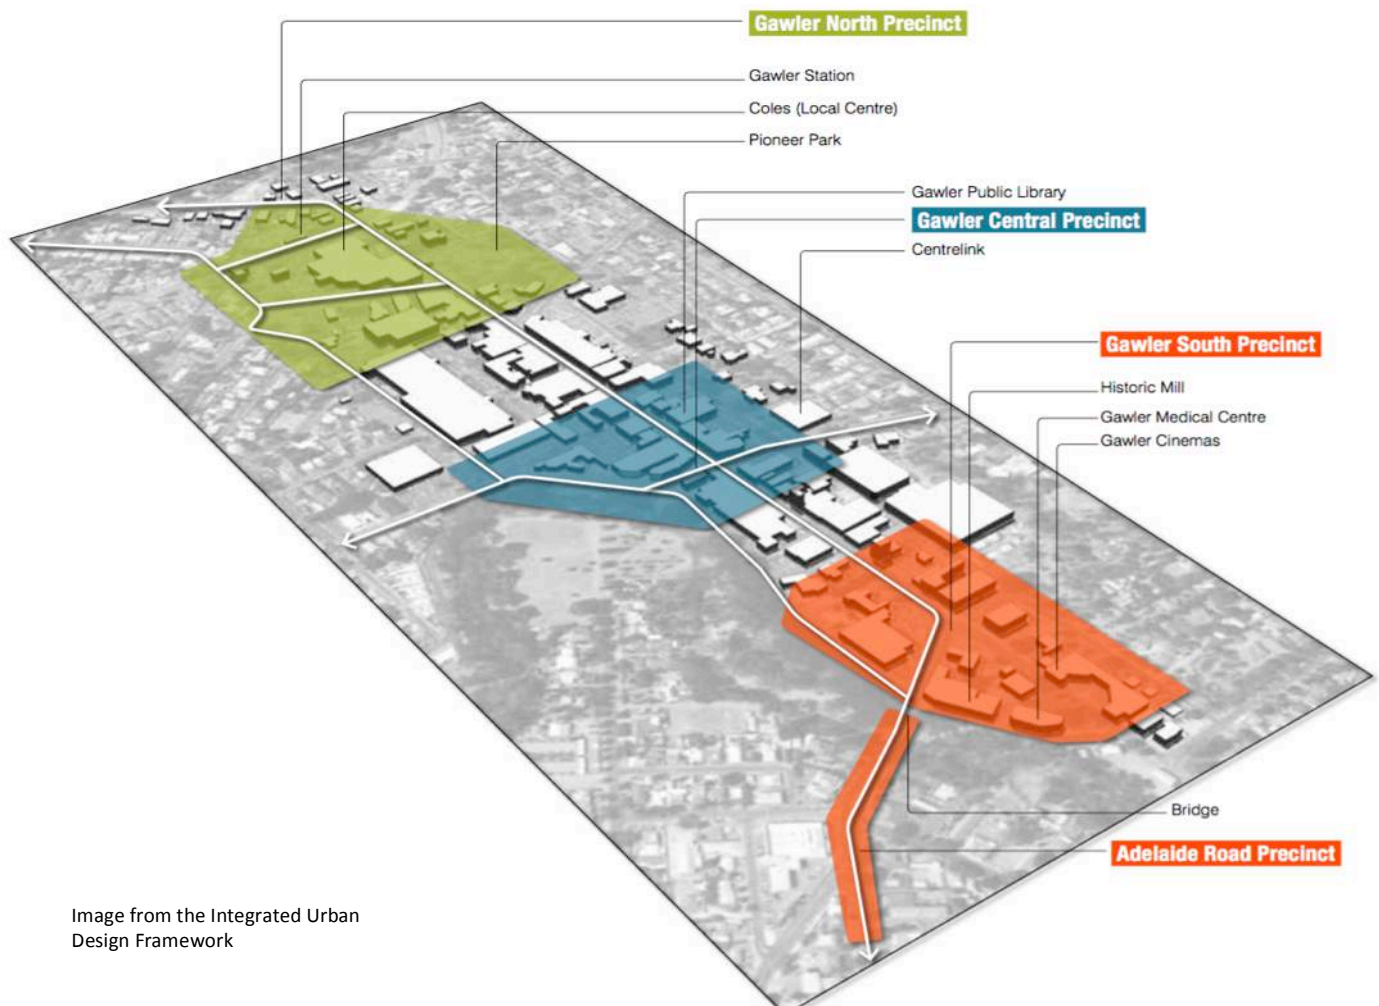 Gawler North Precinct
Gawler Station
Coles (Local Centre)
Pioneer Park
Gawler Public Library
Gawler Central Precinct
Centrelink
Gawler South Precinct
Historic Mill
Gawler Medical Centre
Gawler Cinemas
Bridge
Adelaide Road Precinct
Image from the Integrated Urban
Design Framework